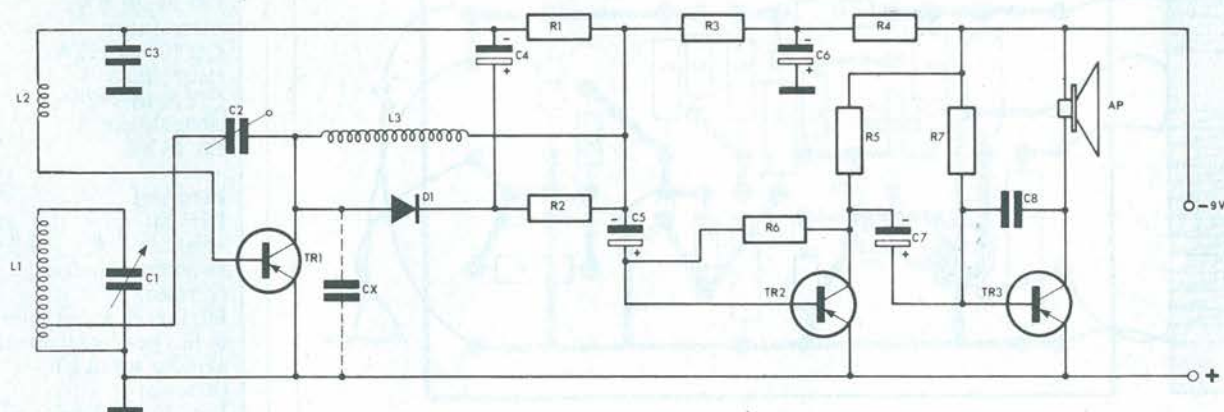 R1
R3
R4
C3
C4
C6
L2
C2
L3
R5
R7
AP
D1
R2
C5
C8
-9V
R6
C7
L1
C1
TR1
CX
TR2
TR3
+